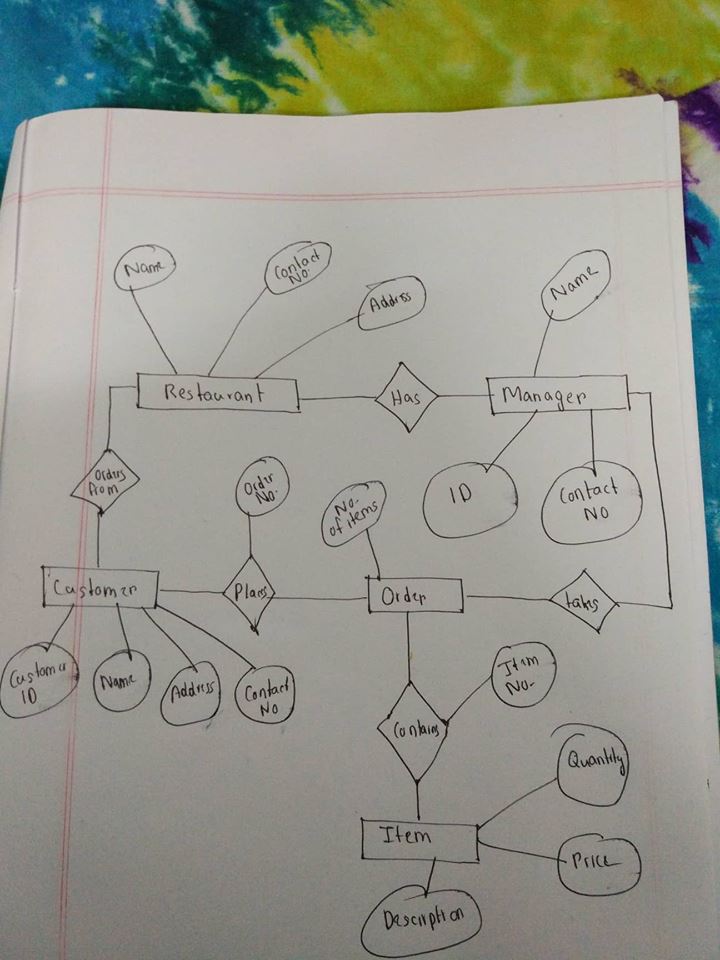 Name
Contact
No.
Address
Name
Restaurant
Has
Manager
Orders
from
Order
No.
No.
of items
ID
Contact
No
Customer
Places
Order
takes
Customer
ID
Name
Address
Contact
No
Item
No.
Contains
Quantity
Item
Price
Description